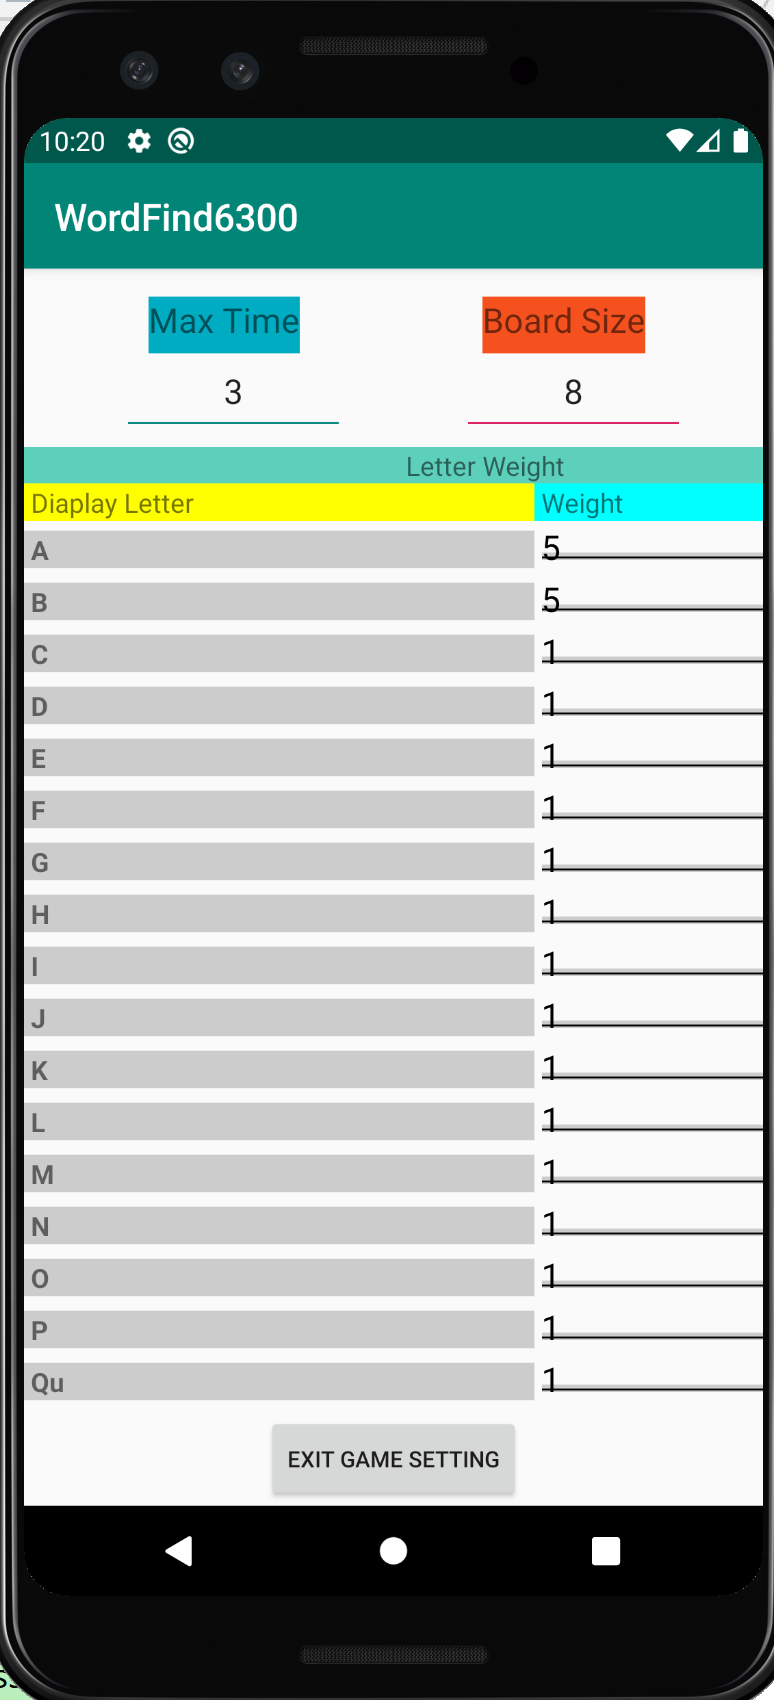 10:20
WordFind6300
Max Time Board Size
3 8
Letter Weight
Diaplay Letter Weight
A 5
B 5
C 1
D 1
E 1
F 1
G 1
H 1
I 1
J 1
K 1
L 1
M 1
N 1
O 1
P 1
Qu 1
EXIT GAME SETTING